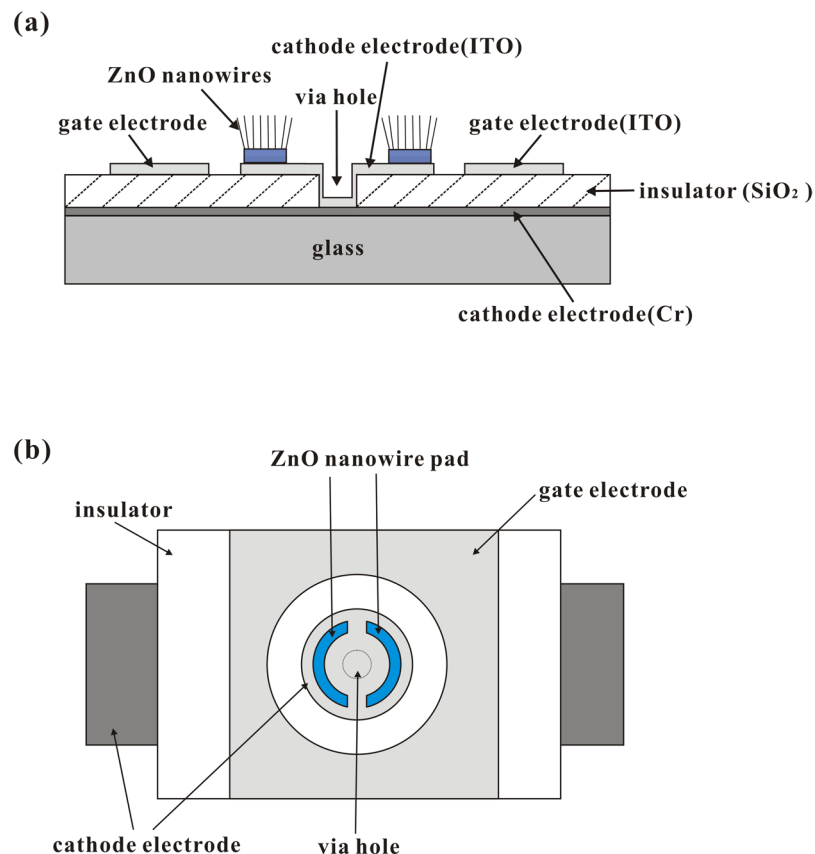 (a)
cathode electrode(ITO)
ZnO nanowires
via hole
gate electrode
gate electrode(ITO)
insulator (SiO₂ )
glass
cathode electrode(Cr)
(b)
ZnO nanowire pad
gate electrode
insulator
cathode electrode
via hole